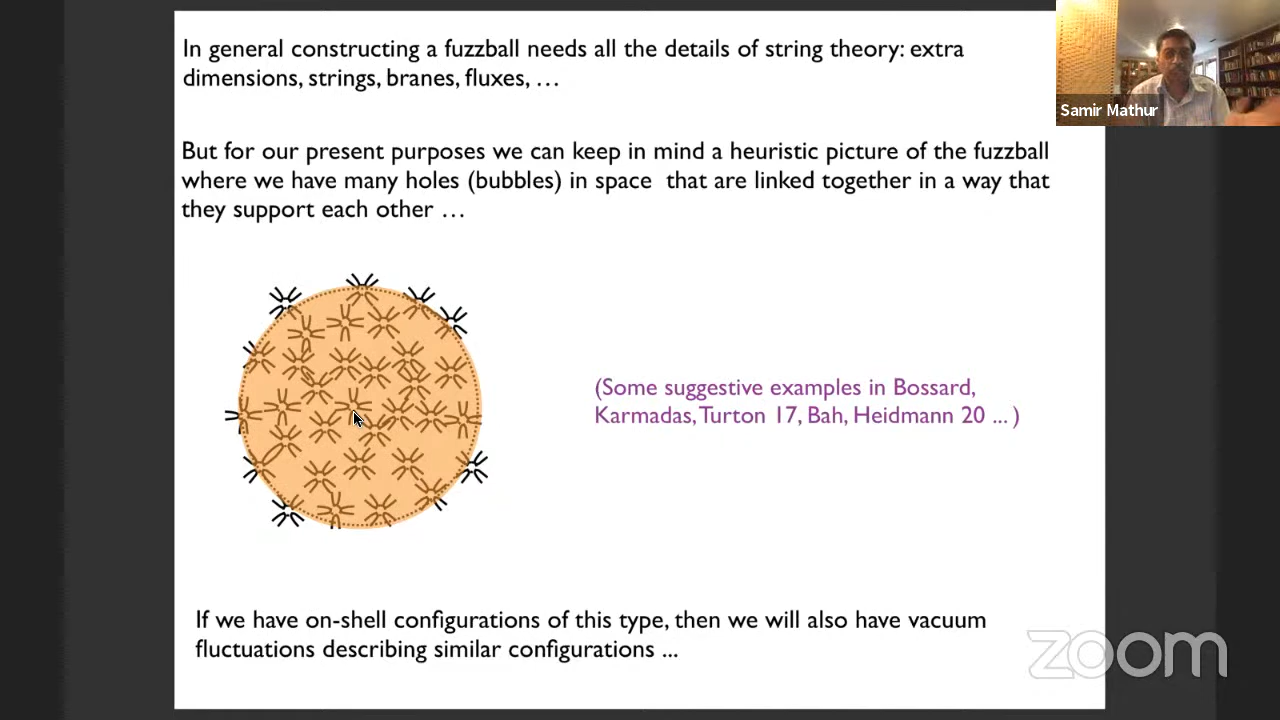 In general constructing a fuzzball needs all the details of string theory: extra
dimensions, strings, branes, fluxes, …
Samir Mathur
But for our present purposes we can keep in mind a heuristic picture of the fuzzball
where we have many holes (bubbles) in space that are linked together in a way that
they support each other …
(Some suggestive examples in Bossard,
Karmadas, Turton 17, Bah, Heidmann 20 ... )
If we have on-shell configurations of this type, then we will also have vacuum
fluctuations describing similar configurations ...
zoom